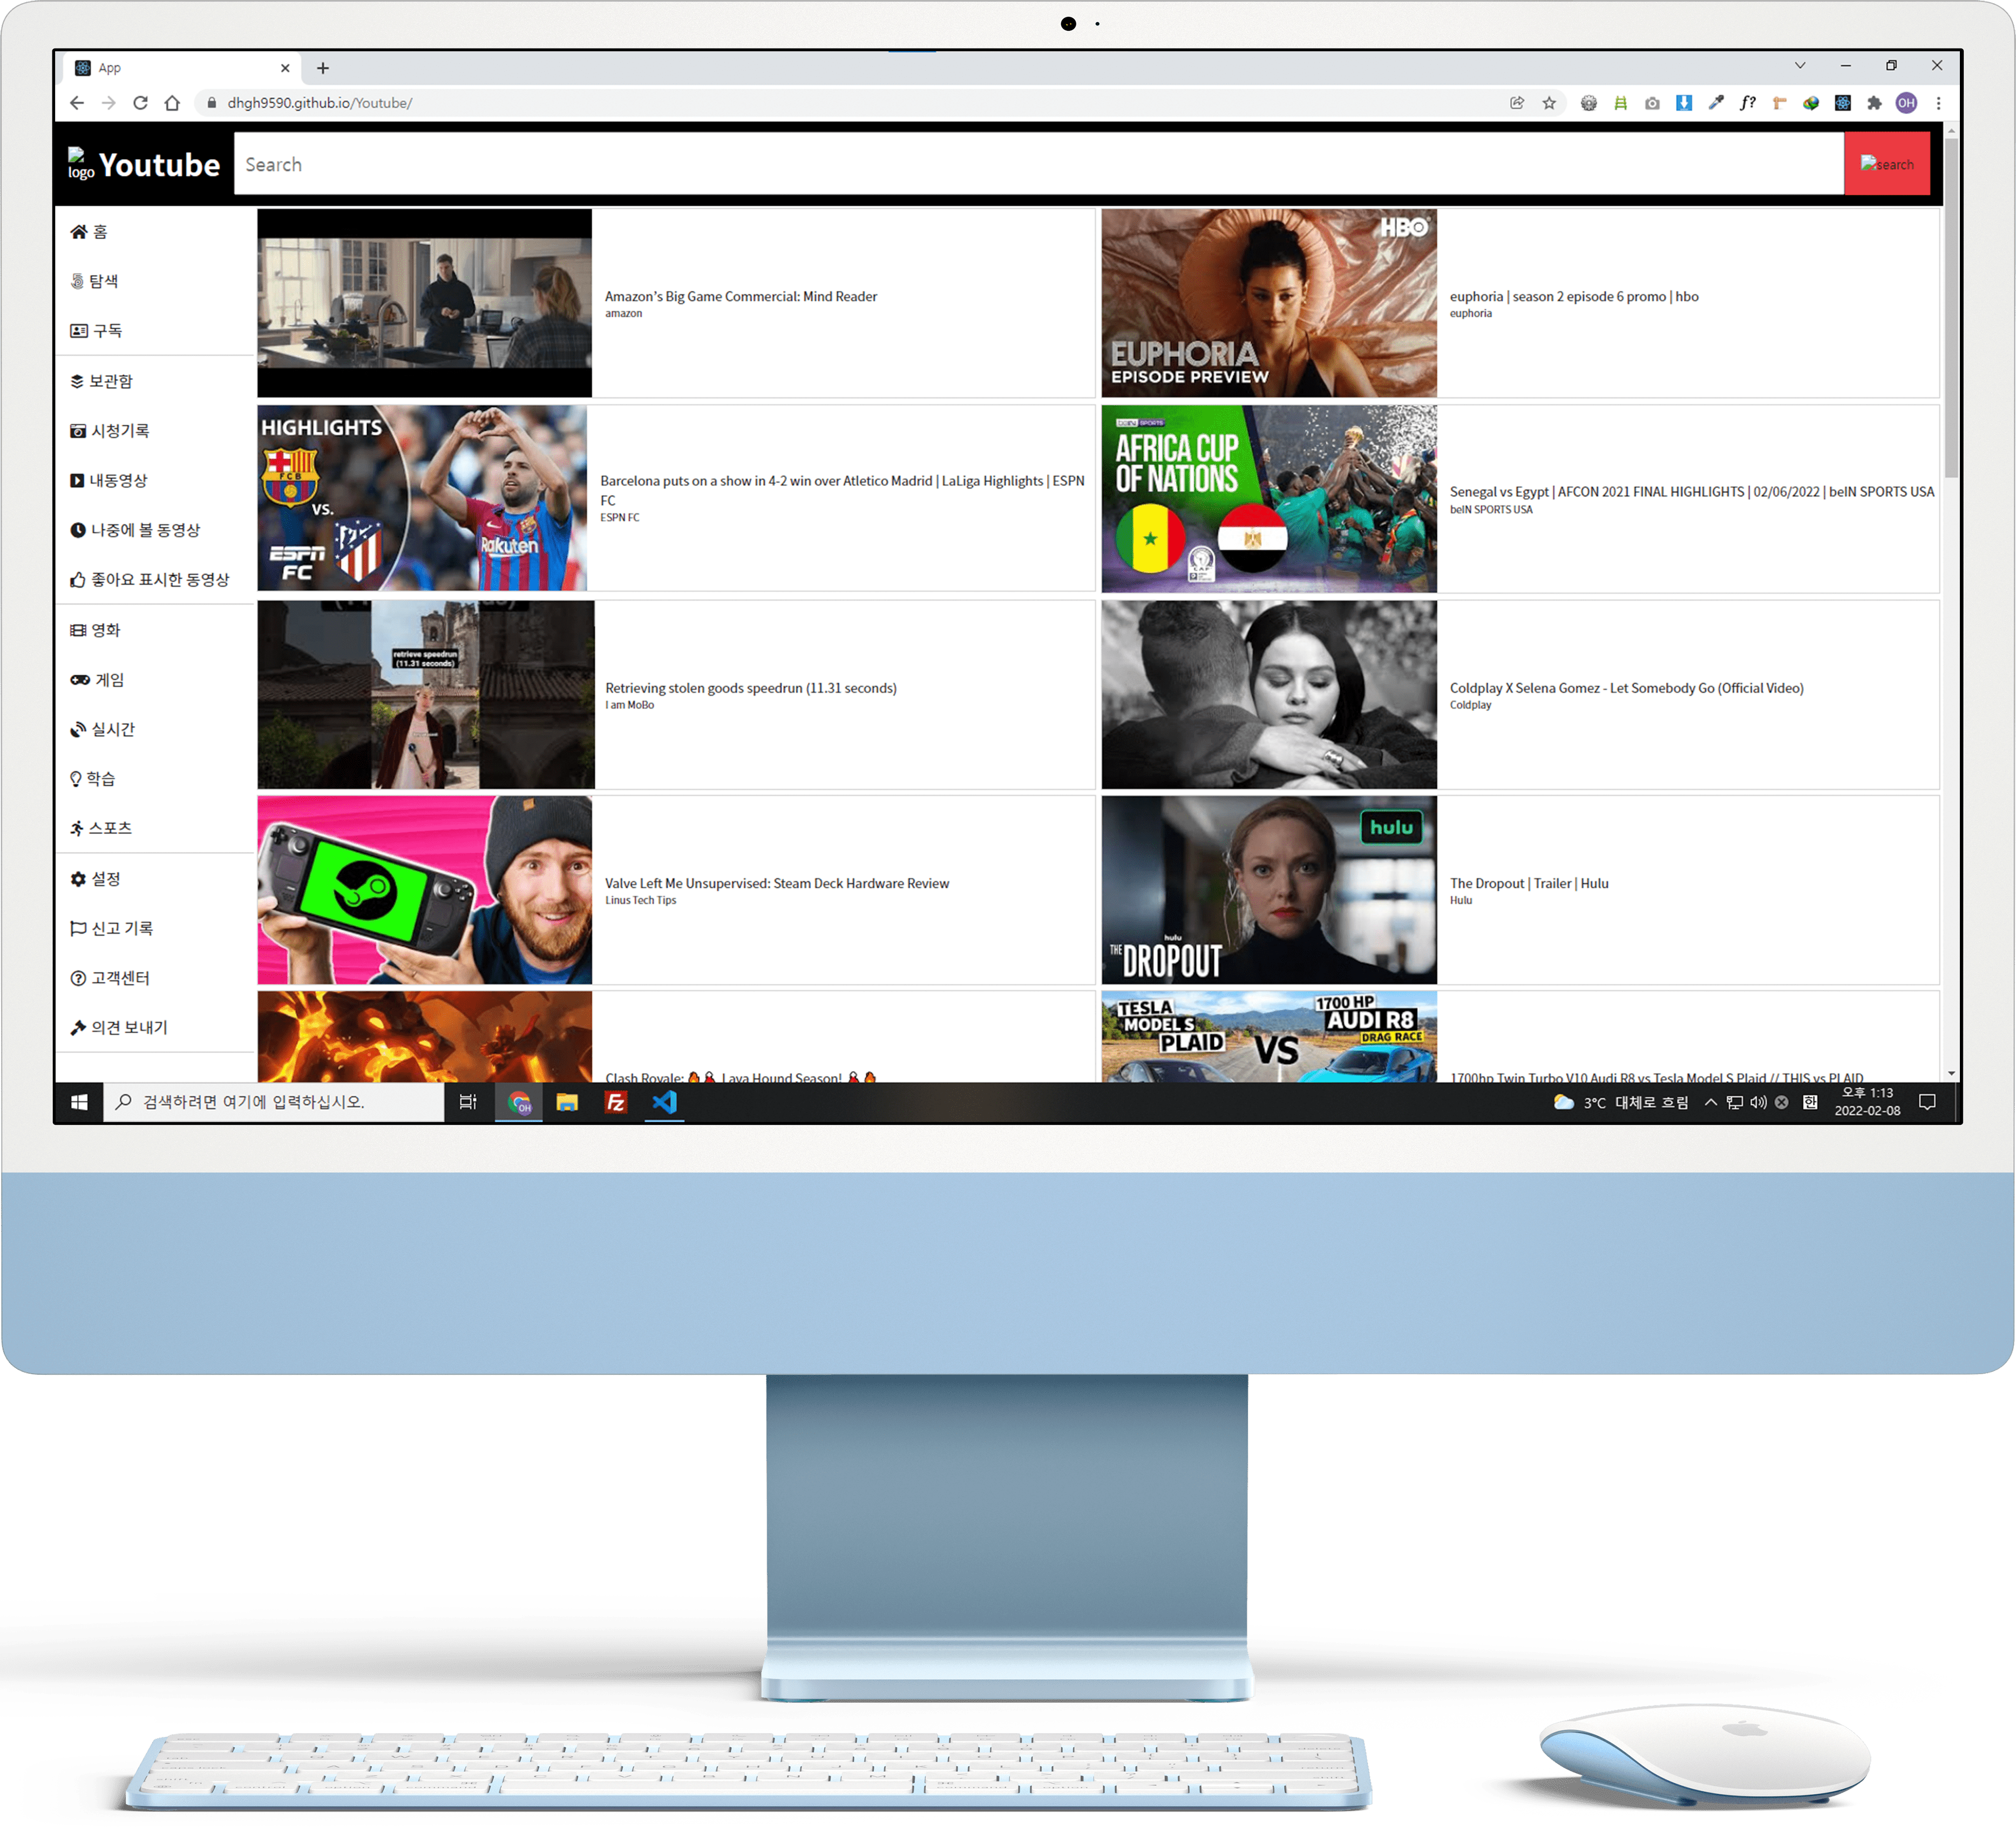 App
dhgh9590.github.io/Youtube/
f?
OH
logo Youtube
Search
search
홈
탐색
구독
보관함
시청기록
내동영상
나중에 볼 동영상
좋아요 표시한 동영상
영화
게임
실시간
학습
스포츠
설정
신고 기록
고객센터
의견 보내기
Amazon's Big Game Commercial: Mind Reader
amazon
HBO
EUPHORIA
EPISODE PREVIEW
euphoria | season 2 episode 6 promo | hbo
euphoria
HIGHLIGHTS
FCB
VS.
ESPN
FC
Rakuten
Barcelona puts on a show in 4-2 win over Atletico Madrid | LaLiga Highlights | ESPN
FC
ESPN FC
beIN SPORTS
AFRICA CUP
OF NATIONS
Senegal vs Egypt | AFCON 2021 FINAL HIGHLIGHTS | 02/06/2022 | beIN SPORTS USA
beIN SPORTS USA
retrieve speedrun
(11.31 seconds)
Retrieving stolen goods speedrun (11.31 seconds)
I am MoBo
Coldplay X Selena Gomez - Let Somebody Go (Official Video)
Coldplay
Valve Left Me Unsupervised: Steam Deck Hardware Review
Linus Tech Tips
hulu
hulu
THE DROPOUT
The Dropout | Trailer | Hulu
Hulu
Clash Royale: 🔥🌋 Lava Hound Season! 🌋🔥
TESLA
MODEL S
PLAID
VS
1700 HP
AUDI R8
DRAG RACE
1700hp Twin Turbo V10 Audi R8 vs Tesla Model S Plaid // THIS vs PLAID
검색하려면 여기에 입력하십시오.
OH
Fz
3°C 대체로 흐림
한
오후 1:13
2022-02-08